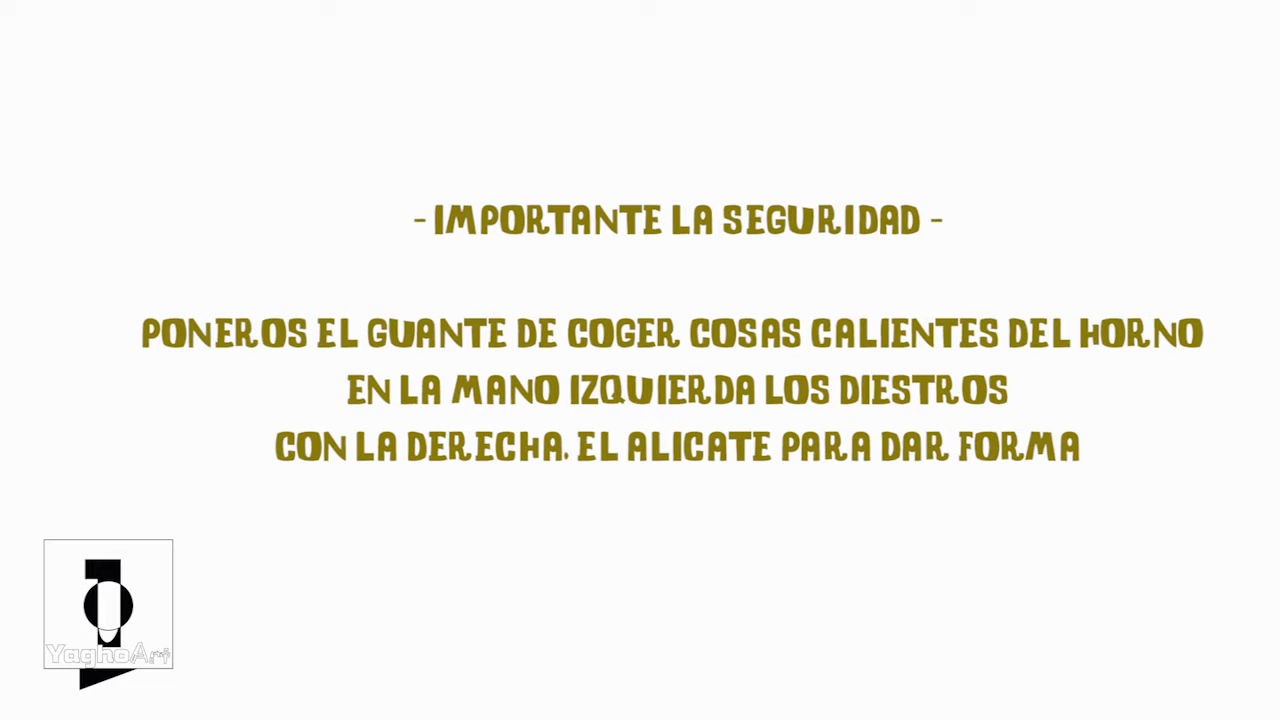 - IMPORTANTE LA SEGURIDAD -
PONEROS EL GUANTE DE COGER COSAS CALIENTES DEL HORNO
EN LA MANO IZQUIERDA LOS DIESTROS
CON LA DERECHA, EL ALICATE PARA DAR FORMA
YaghoArt